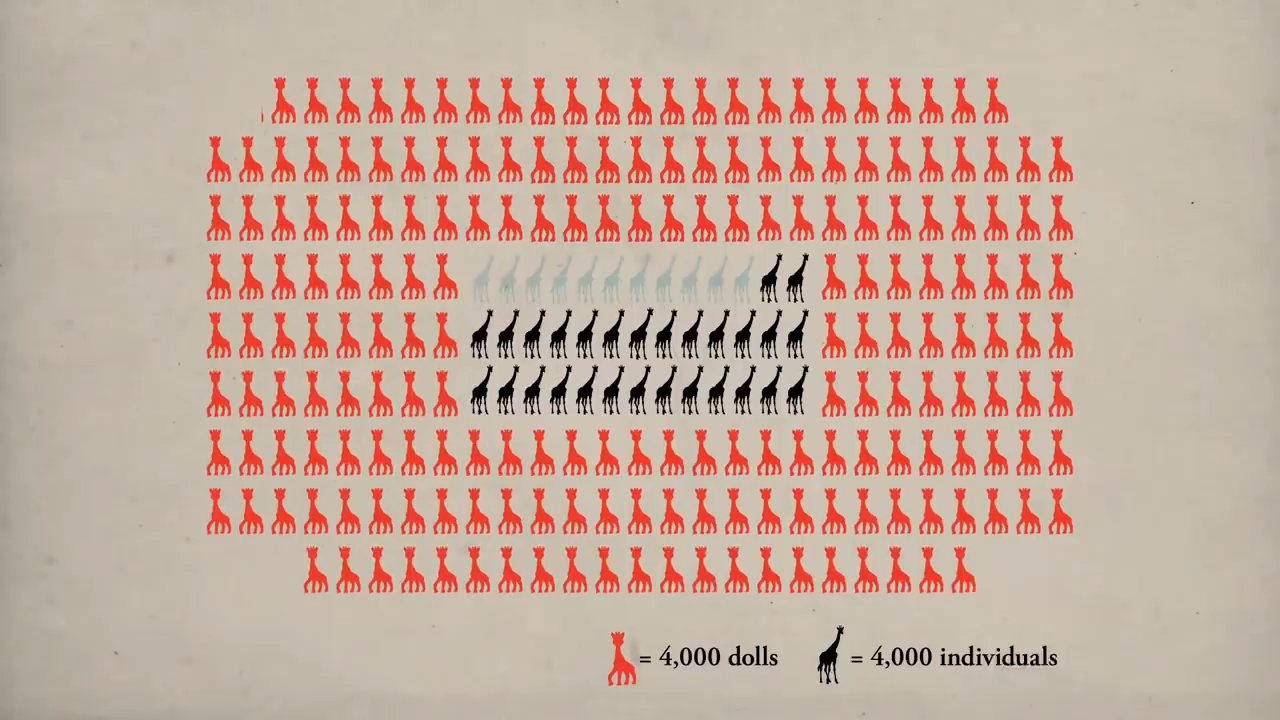 = 4,000 dolls = 4,000 individuals